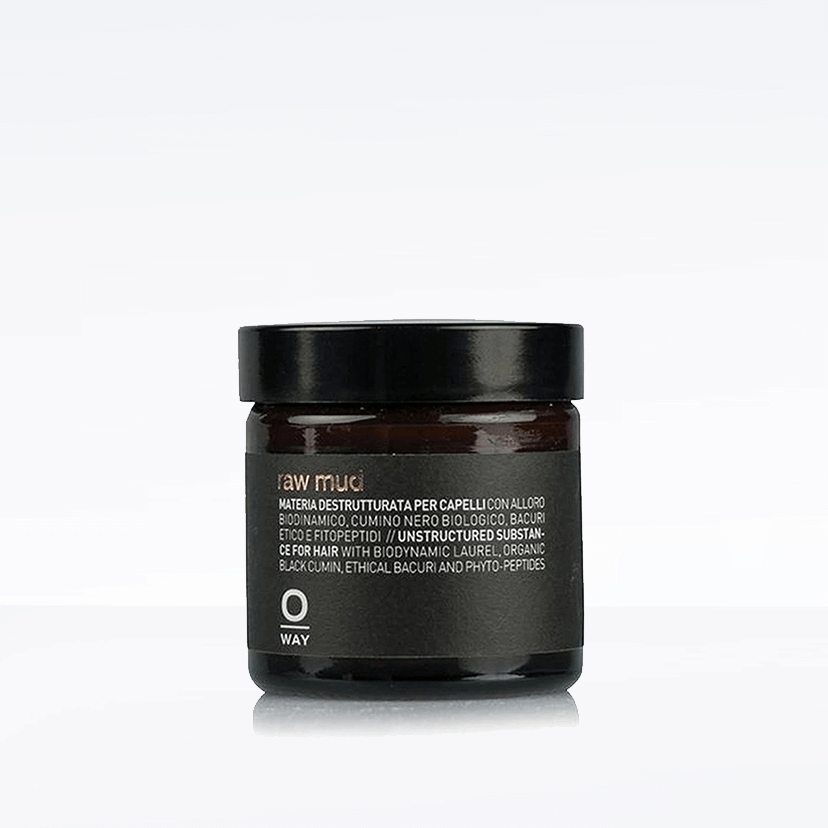 raw mud
MATERIA DESTRUTTURATA PER CAPELLI CON ALLORO
BIODINAMICO, CUMINO NERO BIOLOGICO, BACURI
ETICO E FITOPEPTIDI // UNSTRUCTURED SUBSTAN-
CE FOR HAIR WITH BIODYNAMIC LAUREL, ORGANIC
BLACK CUMIN, ETHICAL BACURI AND PHYTO-PEPTIDES
O
WAY